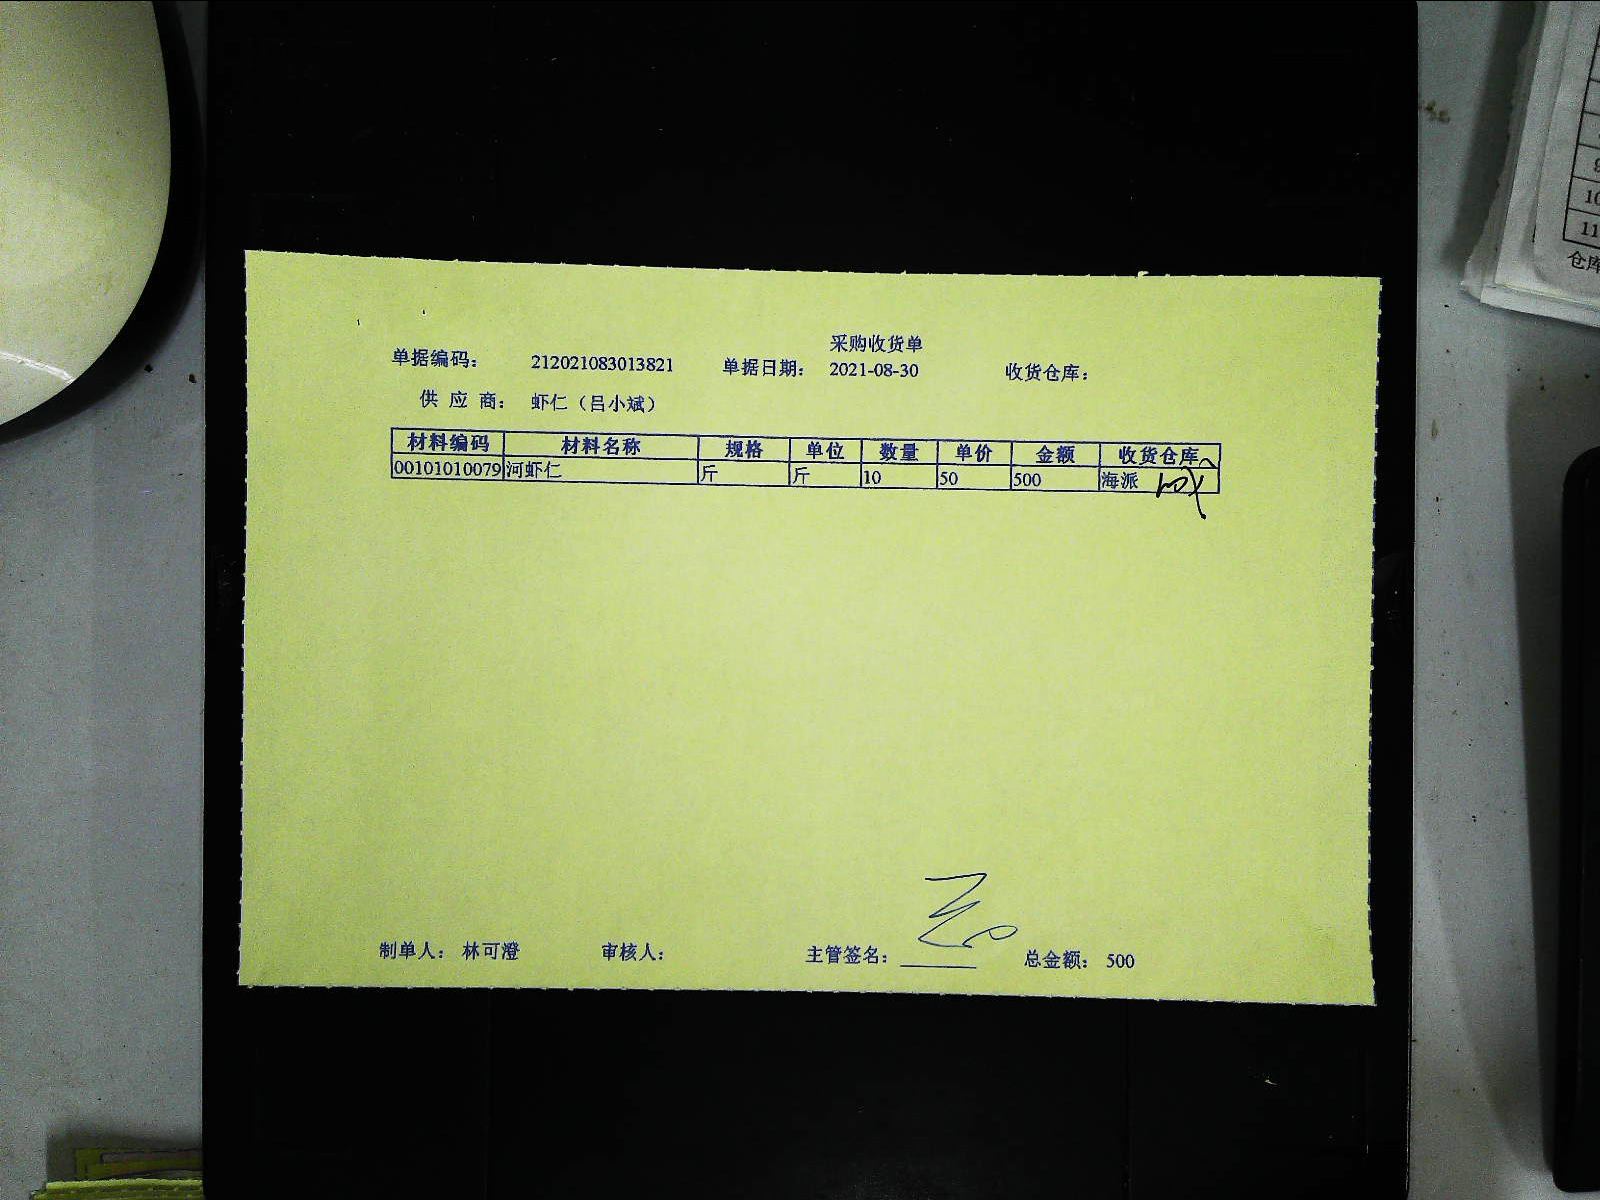 采购收货单
单据编码： 212021083013821 单据日期： 2021-08-30 收货仓库：
供 应 商： 虾仁（吕小斌）
材料编码 材料名称 规格 单位 数量 单价 金额 收货仓库
00101010079 河虾仁 斤 斤 10 50 500 海派
制单人： 林可澄 审核人： 主管签名： 总金额： 500
10
11
仓库